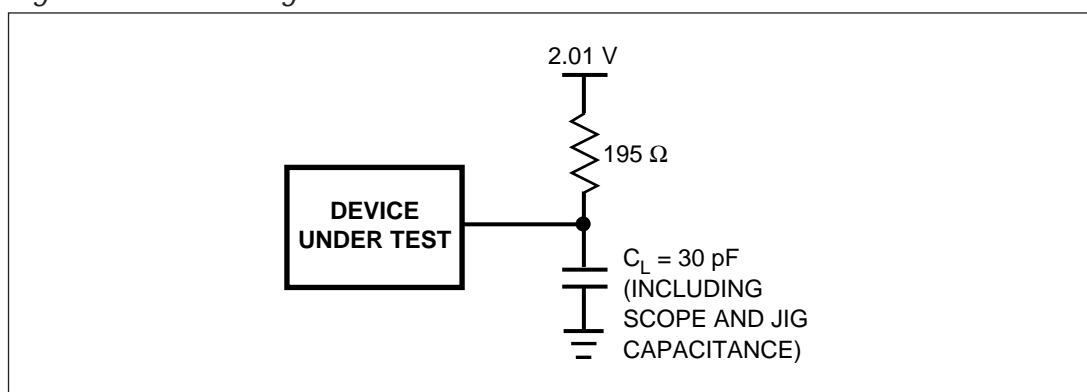 2.01 V
195 Ω
DEVICE
UNDER TEST
C_L = 30 pF
(INCLUDING
SCOPE AND JIG
CAPACITANCE)